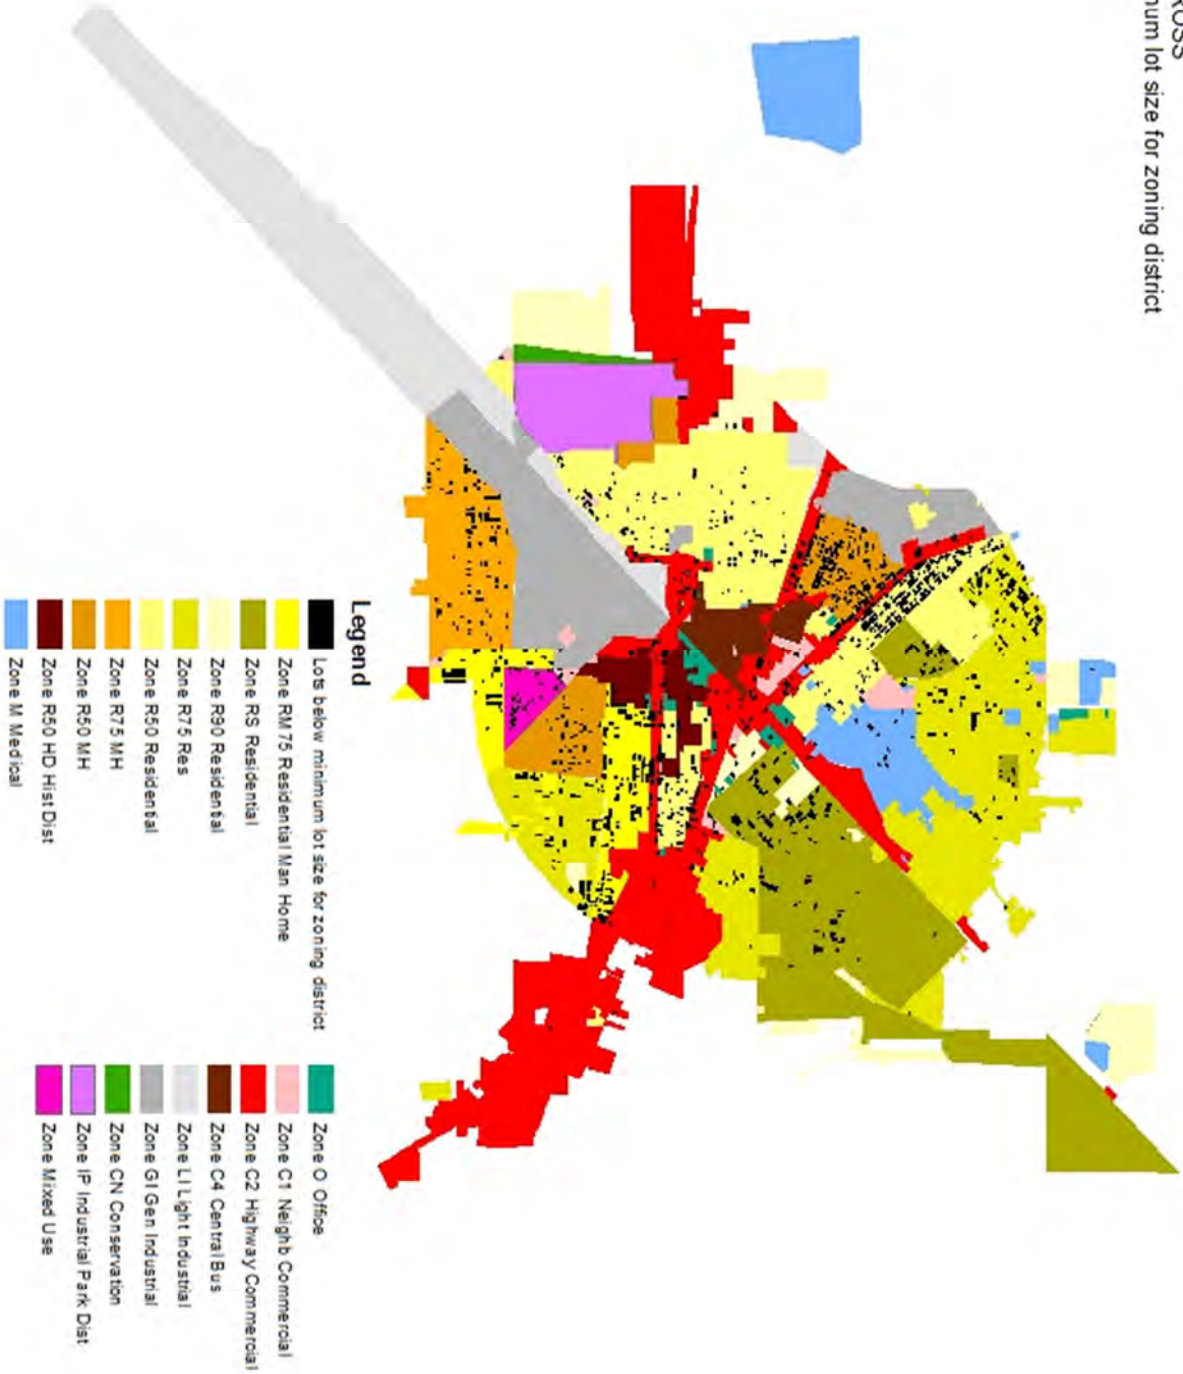 num lot size for zoning district
Legend
Lots below minimum lot size for zoning district
Zone RM75 Residential Man Home
Zone RS Residential
Zone R90 Residential
Zone R75 Res
Zone R50 Residential
Zone R75 MH
Zone R50 MH
Zone R50 HD Hist Dist
Zone M Medical
Zone O Office
Zone C1 Neighb Commercial
Zone C2 Highway Commercial
Zone C4 Central Bus
Zone LI Light Industrial
Zone GI Gen Industrial
Zone CN Conservation
Zone IP Industrial Park Dist
Zone Mixed Use